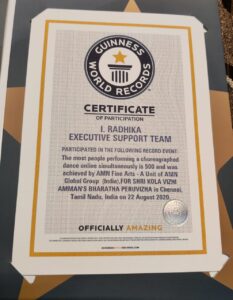 GUINNESS
WORLD RECORDS
CERTIFICATE
OF PARTICIPATION
I. RADHIKA
EXECUTIVE SUPPORT TEAM
PARTICIPATED IN THE FOLLOWING RECORD EVENT:
The most people performing a choreographed
dance online simultaneously is 500 and was
achieved by AMN Fine Arts - A Unit of AMN
Global Group (India),FOR SHRI KOLA VIZHI
AMMAN'S BHARATHA PERUVIZHA in Chennai,
Tamil Nadu, India on 22 August 2020
OFFICIALLY AMAZING